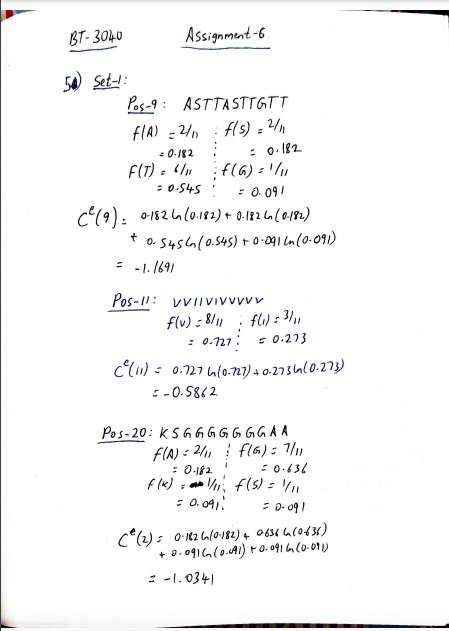 BT-3040 Assignment-6
5) Set-1:
Pos-9: ASTTASTTGTT
f(A) = 2/11 f(S) = 2/11
= 0.182 = 0.182
F(T) = 6/11 f(G) = 1/11
= 0.545 = 0.091
Cᵉ(9) = 0.182 ln(0.182) + 0.182 ln(0.182)
+ 0.545 ln(0.545) + 0.091 ln(0.091)
= -1.1691
Pos-11: VVIIVIVVVVV
f(V) = 8/11 f(I) = 3/11
= 0.727 = 0.273
Cᵉ(11) = 0.727 ln(0.727) + 0.273 ln(0.273)
= -0.5862
Pos-20: KSGGGGGGGAA
f(A) = 2/11 f(G) = 7/11
= 0.182 = 0.636
f(K) = 1/11 f(S) = 1/11
= 0.091 = 0.091
Cᵉ(2) = 0.182 ln(0.182) + 0.636 ln(0.636)
+ 0.091 ln(0.091) + 0.091 ln(0.091)
= -1.0341